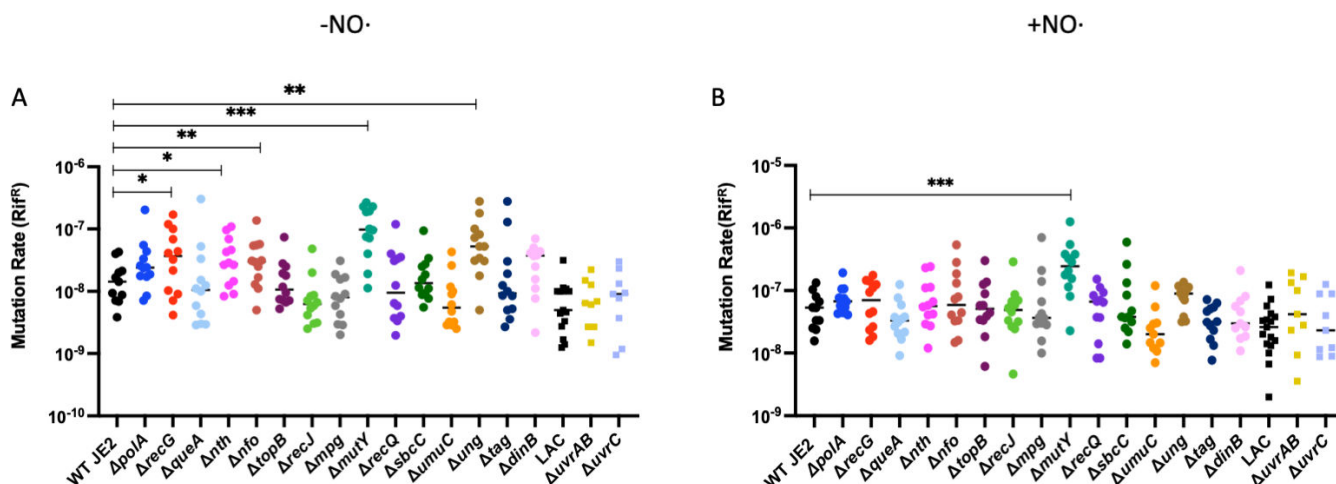 -NO·
+NO·
A
**
***
**
*
*
10⁻⁶
10⁻⁷
10⁻⁸
10⁻⁹
10⁻¹⁰
Mutation Rate (Rifᴿ)
WT JE2
ΔpolA
ΔrecG
ΔqueA
Δnth
Δnfo
ΔtopB
ΔrecJ
Δmpg
ΔmutY
ΔrecQ
ΔsbcC
ΔumuC
Δung
Δtag
ΔdinB
LAC
ΔuvrAB
ΔuvrC
B
***
10⁻⁵
10⁻⁶
10⁻⁷
10⁻⁸
10⁻⁹
Mutation Rate(Rifᴿ)
WT JE2
ΔpolA
ΔrecG
ΔqueA
Δnth
Δnfo
ΔtopB
ΔrecJ
Δmpg
ΔmutY
ΔrecQ
ΔsbcC
ΔumuC
Δung
Δtag
ΔdinB
LAC
ΔuvrAB
ΔuvrC